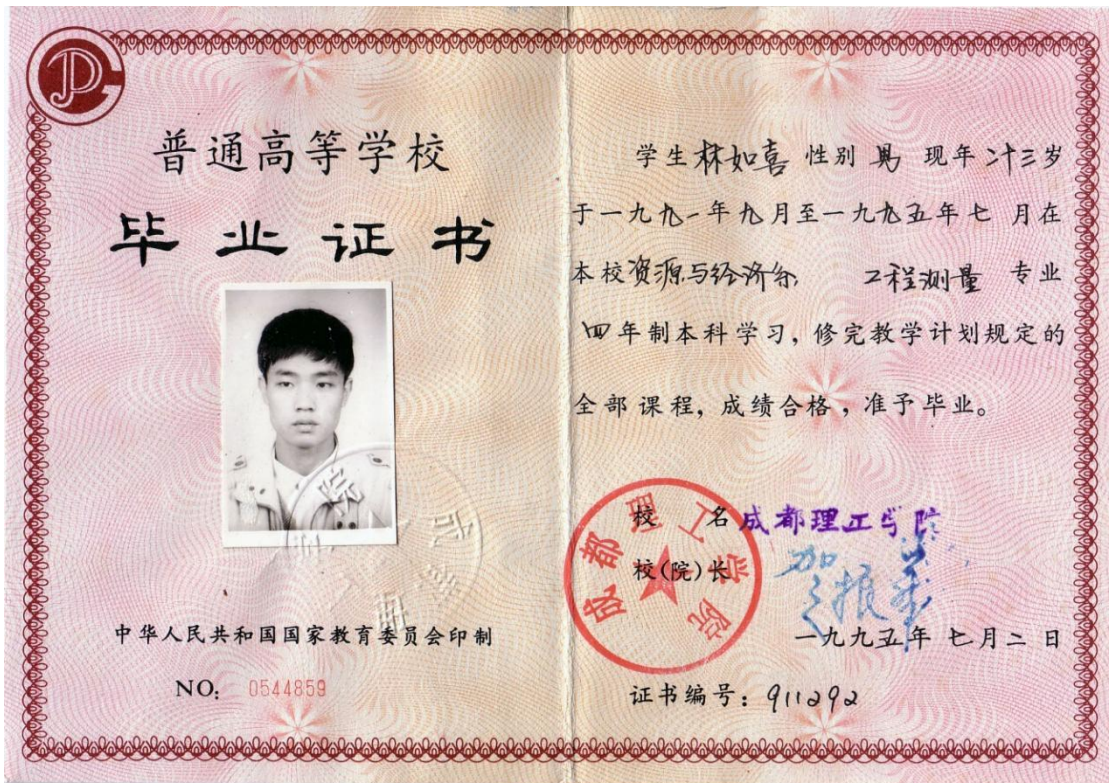 普通高等学校
毕业证书
中华人民共和国国家教育委员会印制
NO: 0544859
学生林如喜 性别 男 现年廿三岁
于一九九一年九月至一九九五年七 月在
本校资源与经济系 工程测量 专业
四年制本科学习，修完教学计划规定的
全部课程，成绩合格，准予毕业。
校 名 成都理工学院
校(院)长
成都理工学院
一九九五年 七月二 日
证书编号：911292